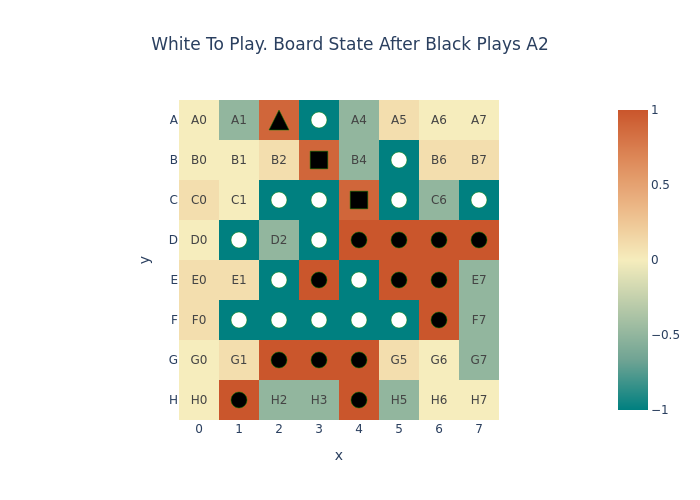 White To Play. Board State After Black Plays A2
A A0 A1 A4 A5 A6 A7
B B0 B1 B2 B4 B6 B7
C C0 C1 C6
D D0 D2
E E0 E1 E7
F F0 F7
G G0 G1 G5 G6 G7
H H0 H2 H3 H5 H6 H7
0 1 2 3 4 5 6 7
x
y
1
0.5
0
−0.5
−1